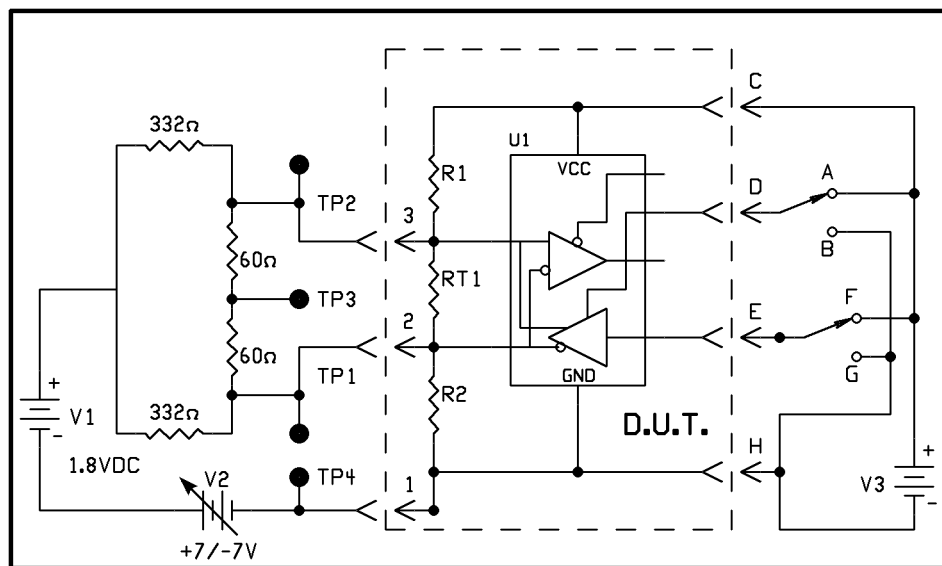 C
332Ω
U1
VCC
R1
A
TP2
D
3
B
60Ω
RT1
TP3
F
E
2
60Ω
TP1
G
GND
R2
+
V1
-
332Ω
D.U.T.
1.8VDC
H
+
V2
TP4
1
V3
-
+7/-7V